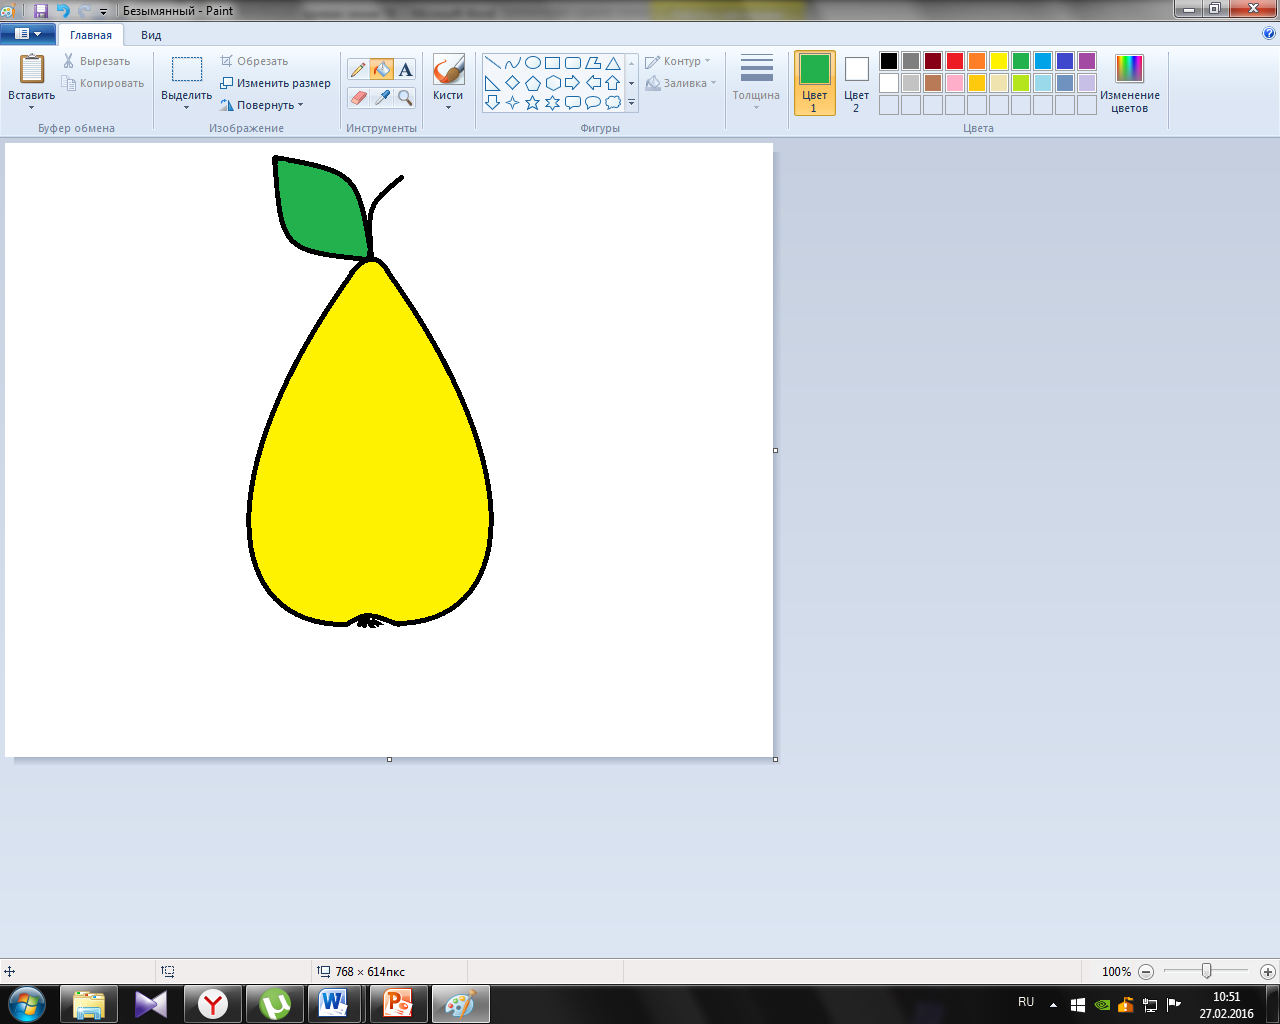 Безымянный - Paint
Главная Вид
Вставить
Вырезать
Копировать
Буфер обмена
Выделить
Обрезать
Изменить размер
Повернуть
Изображение
A
Инструменты
Кисти
Контур
Заливка
Фигуры
Толщина
Цвет
1
Цвет
2
Изменение
цветов
Цвета
768 × 614пкс
100%
RU
10:51
27.02.2016